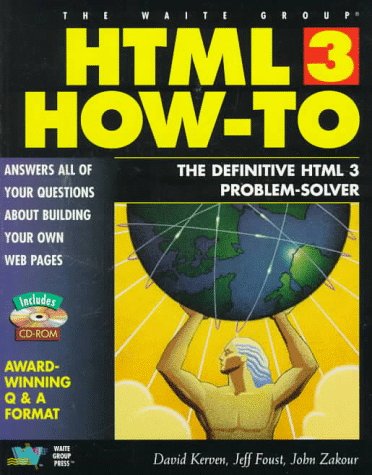 THE WAITE GROUP®
HTML 3
HOW-TO
ANSWERS ALL OF
YOUR QUESTIONS
ABOUT BUILDING
YOUR OWN
WEB PAGES
THE DEFINITIVE HTML 3
PROBLEM-SOLVER
Includes
CD-ROM
AWARD-
WINNING
Q & A
FORMAT
WAITE
GROUP
PRESS™
David Kerven, Jeff Foust, John Zakour